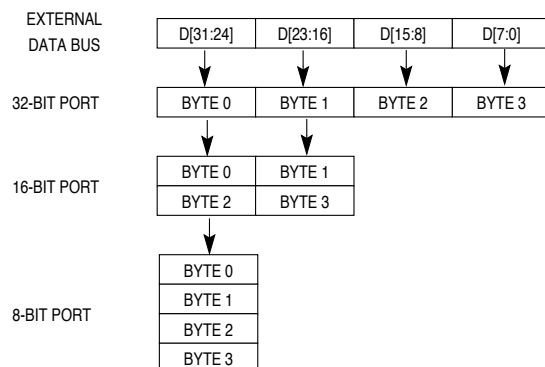 EXTERNAL
DATA BUS
D[31:24] D[23:16] D[15:8] D[7:0]
32-BIT PORT BYTE 0 BYTE 1 BYTE 2 BYTE 3
16-BIT PORT
BYTE 0 BYTE 1
BYTE 2 BYTE 3
8-BIT PORT
BYTE 0
BYTE 1
BYTE 2
BYTE 3